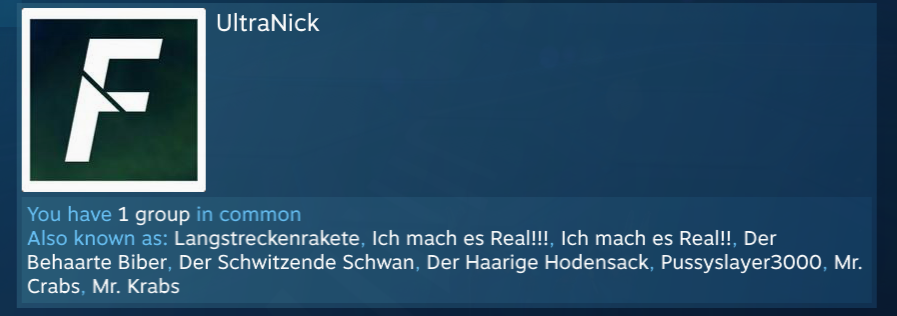 F
UltraNick
You have 1 group in common
Also known as: Langstreckenrakete, Ich mach es Real!!!, Ich mach es Real!!, Der
Behaarte Biber, Der Schwitzende Schwan, Der Haarige Hodensack, Pussyslayer3000, Mr.
Crabs, Mr. Krabs